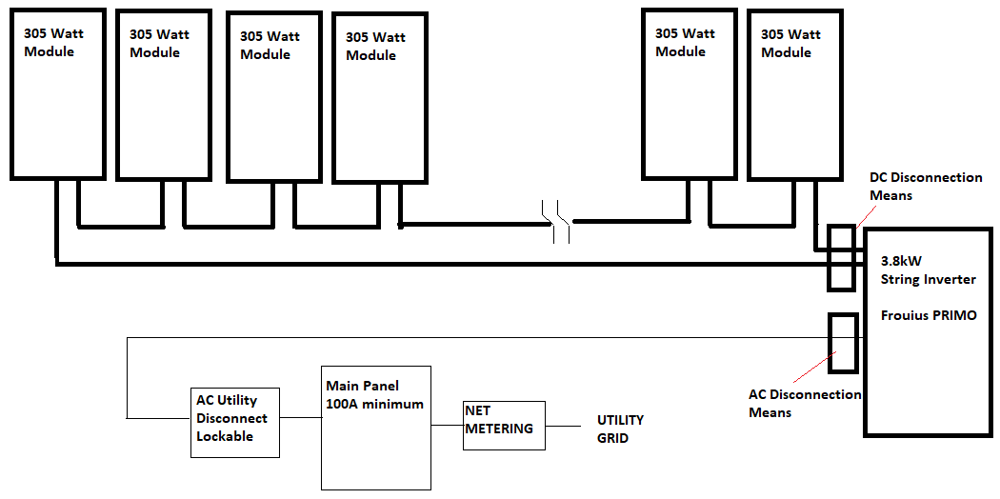 305 Watt
Module
305 Watt
Module
305 Watt
Module
305 Watt
Module
305 Watt
Module
305 Watt
Module
DC Disconnection
Means
3.8kW
String Inverter
Frouius PRIMO
AC Disconnection
Means
Main Panel
100A minimum
AC Utility
Disconnect
Lockable
NET
METERING
UTILITY
GRID